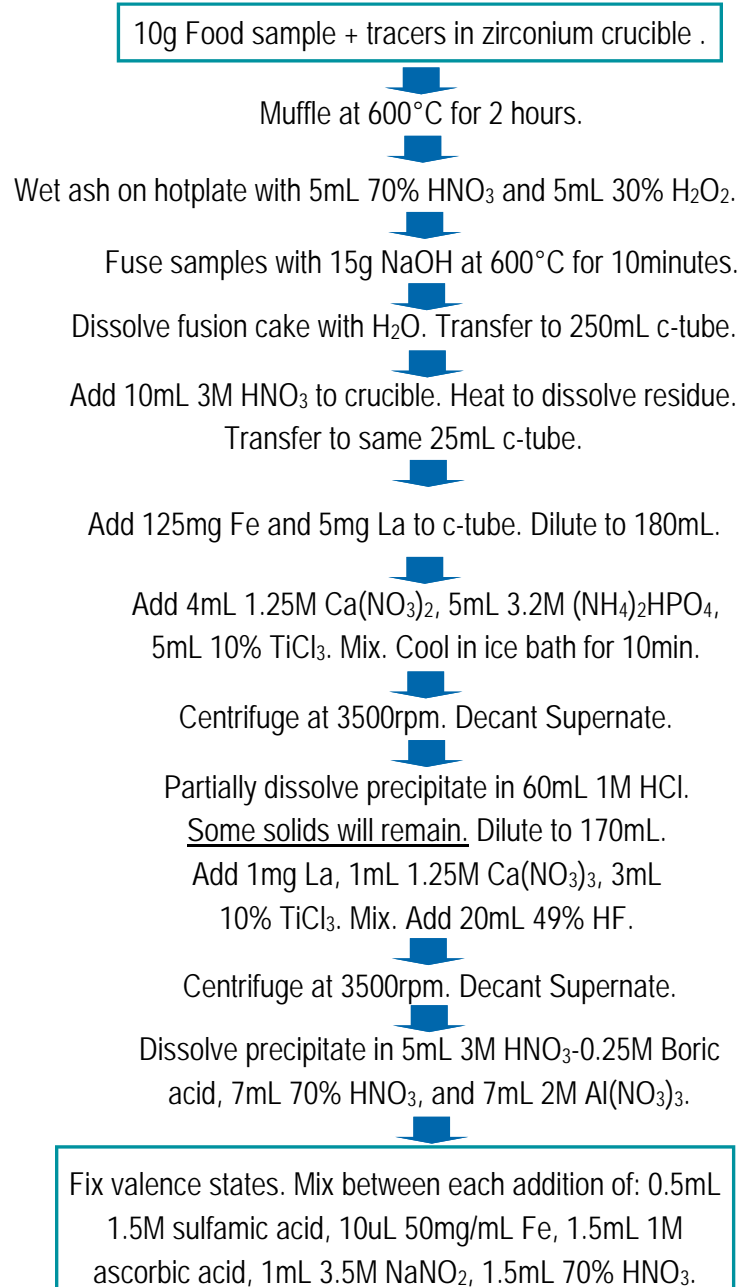 10g Food sample + tracers in zirconium crucible .
Muffle at 600°C for 2 hours.
Wet ash on hotplate with 5mL 70% HNO₃ and 5mL 30% H₂O₂.
Fuse samples with 15g NaOH at 600°C for 10minutes.
Dissolve fusion cake with H₂O. Transfer to 250mL c-tube.
Add 10mL 3M HNO₃ to crucible. Heat to dissolve residue.
Transfer to same 25mL c-tube.
Add 125mg Fe and 5mg La to c-tube. Dilute to 180mL.
Add 4mL 1.25M Ca(NO₃)₂, 5mL 3.2M (NH₄)₂HPO₄,
5mL 10% TiCl₃. Mix. Cool in ice bath for 10min.
Centrifuge at 3500rpm. Decant Supernate.
Partially dissolve precipitate in 60mL 1M HCl.
Some solids will remain. Dilute to 170mL.
Add 1mg La, 1mL 1.25M Ca(NO₃)₃, 3mL
10% TiCl₃. Mix. Add 20mL 49% HF.
Centrifuge at 3500rpm. Decant Supernate.
Dissolve precipitate in 5mL 3M HNO₃-0.25M Boric
acid, 7mL 70% HNO₃, and 7mL 2M Al(NO₃)₃.
Fix valence states. Mix between each addition of: 0.5mL
1.5M sulfamic acid, 10uL 50mg/mL Fe, 1.5mL 1M
ascorbic acid, 1mL 3.5M NaNO₂, 1.5mL 70% HNO₃.